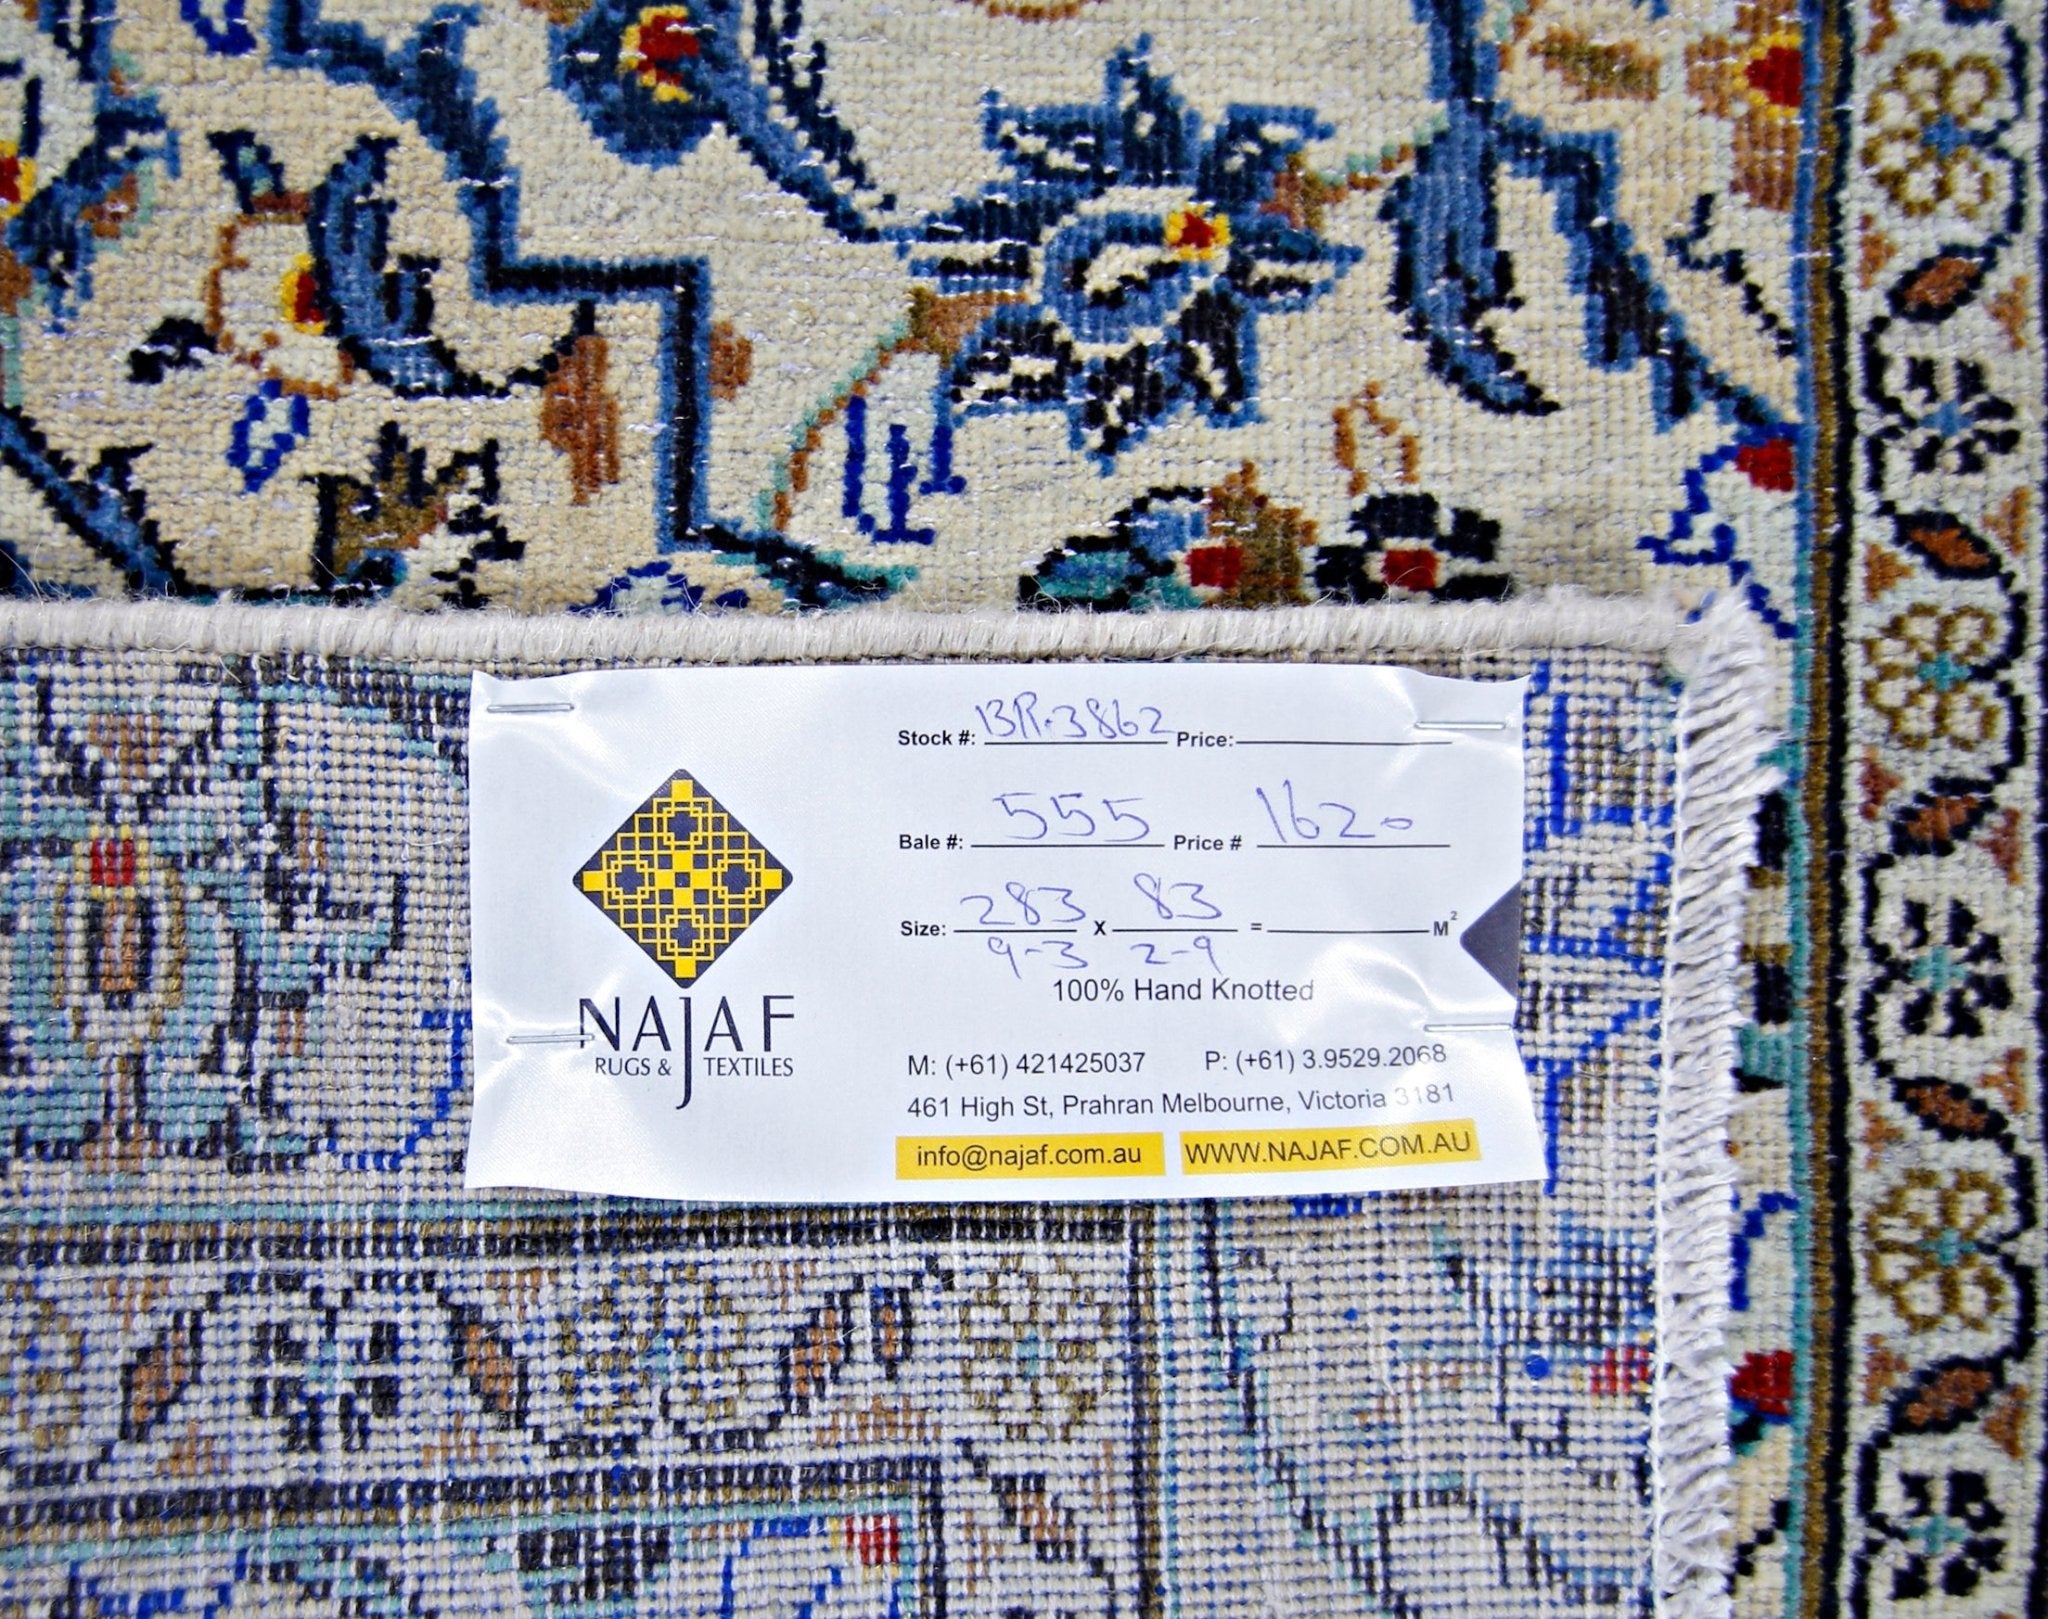 Stock #: BR.3862 Price:
Bale #: 555 Price # 1620
Size: 283 x 83 = M²
9-3 2-9
100% Hand Knotted
NAJAF
RUGS & TEXTILES
M: (+61) 421425037 P: (+61) 3.9529.2068
461 High St, Prahran Melbourne, Victoria 3181
info@najaf.com.au WWW.NAJAF.COM.AU